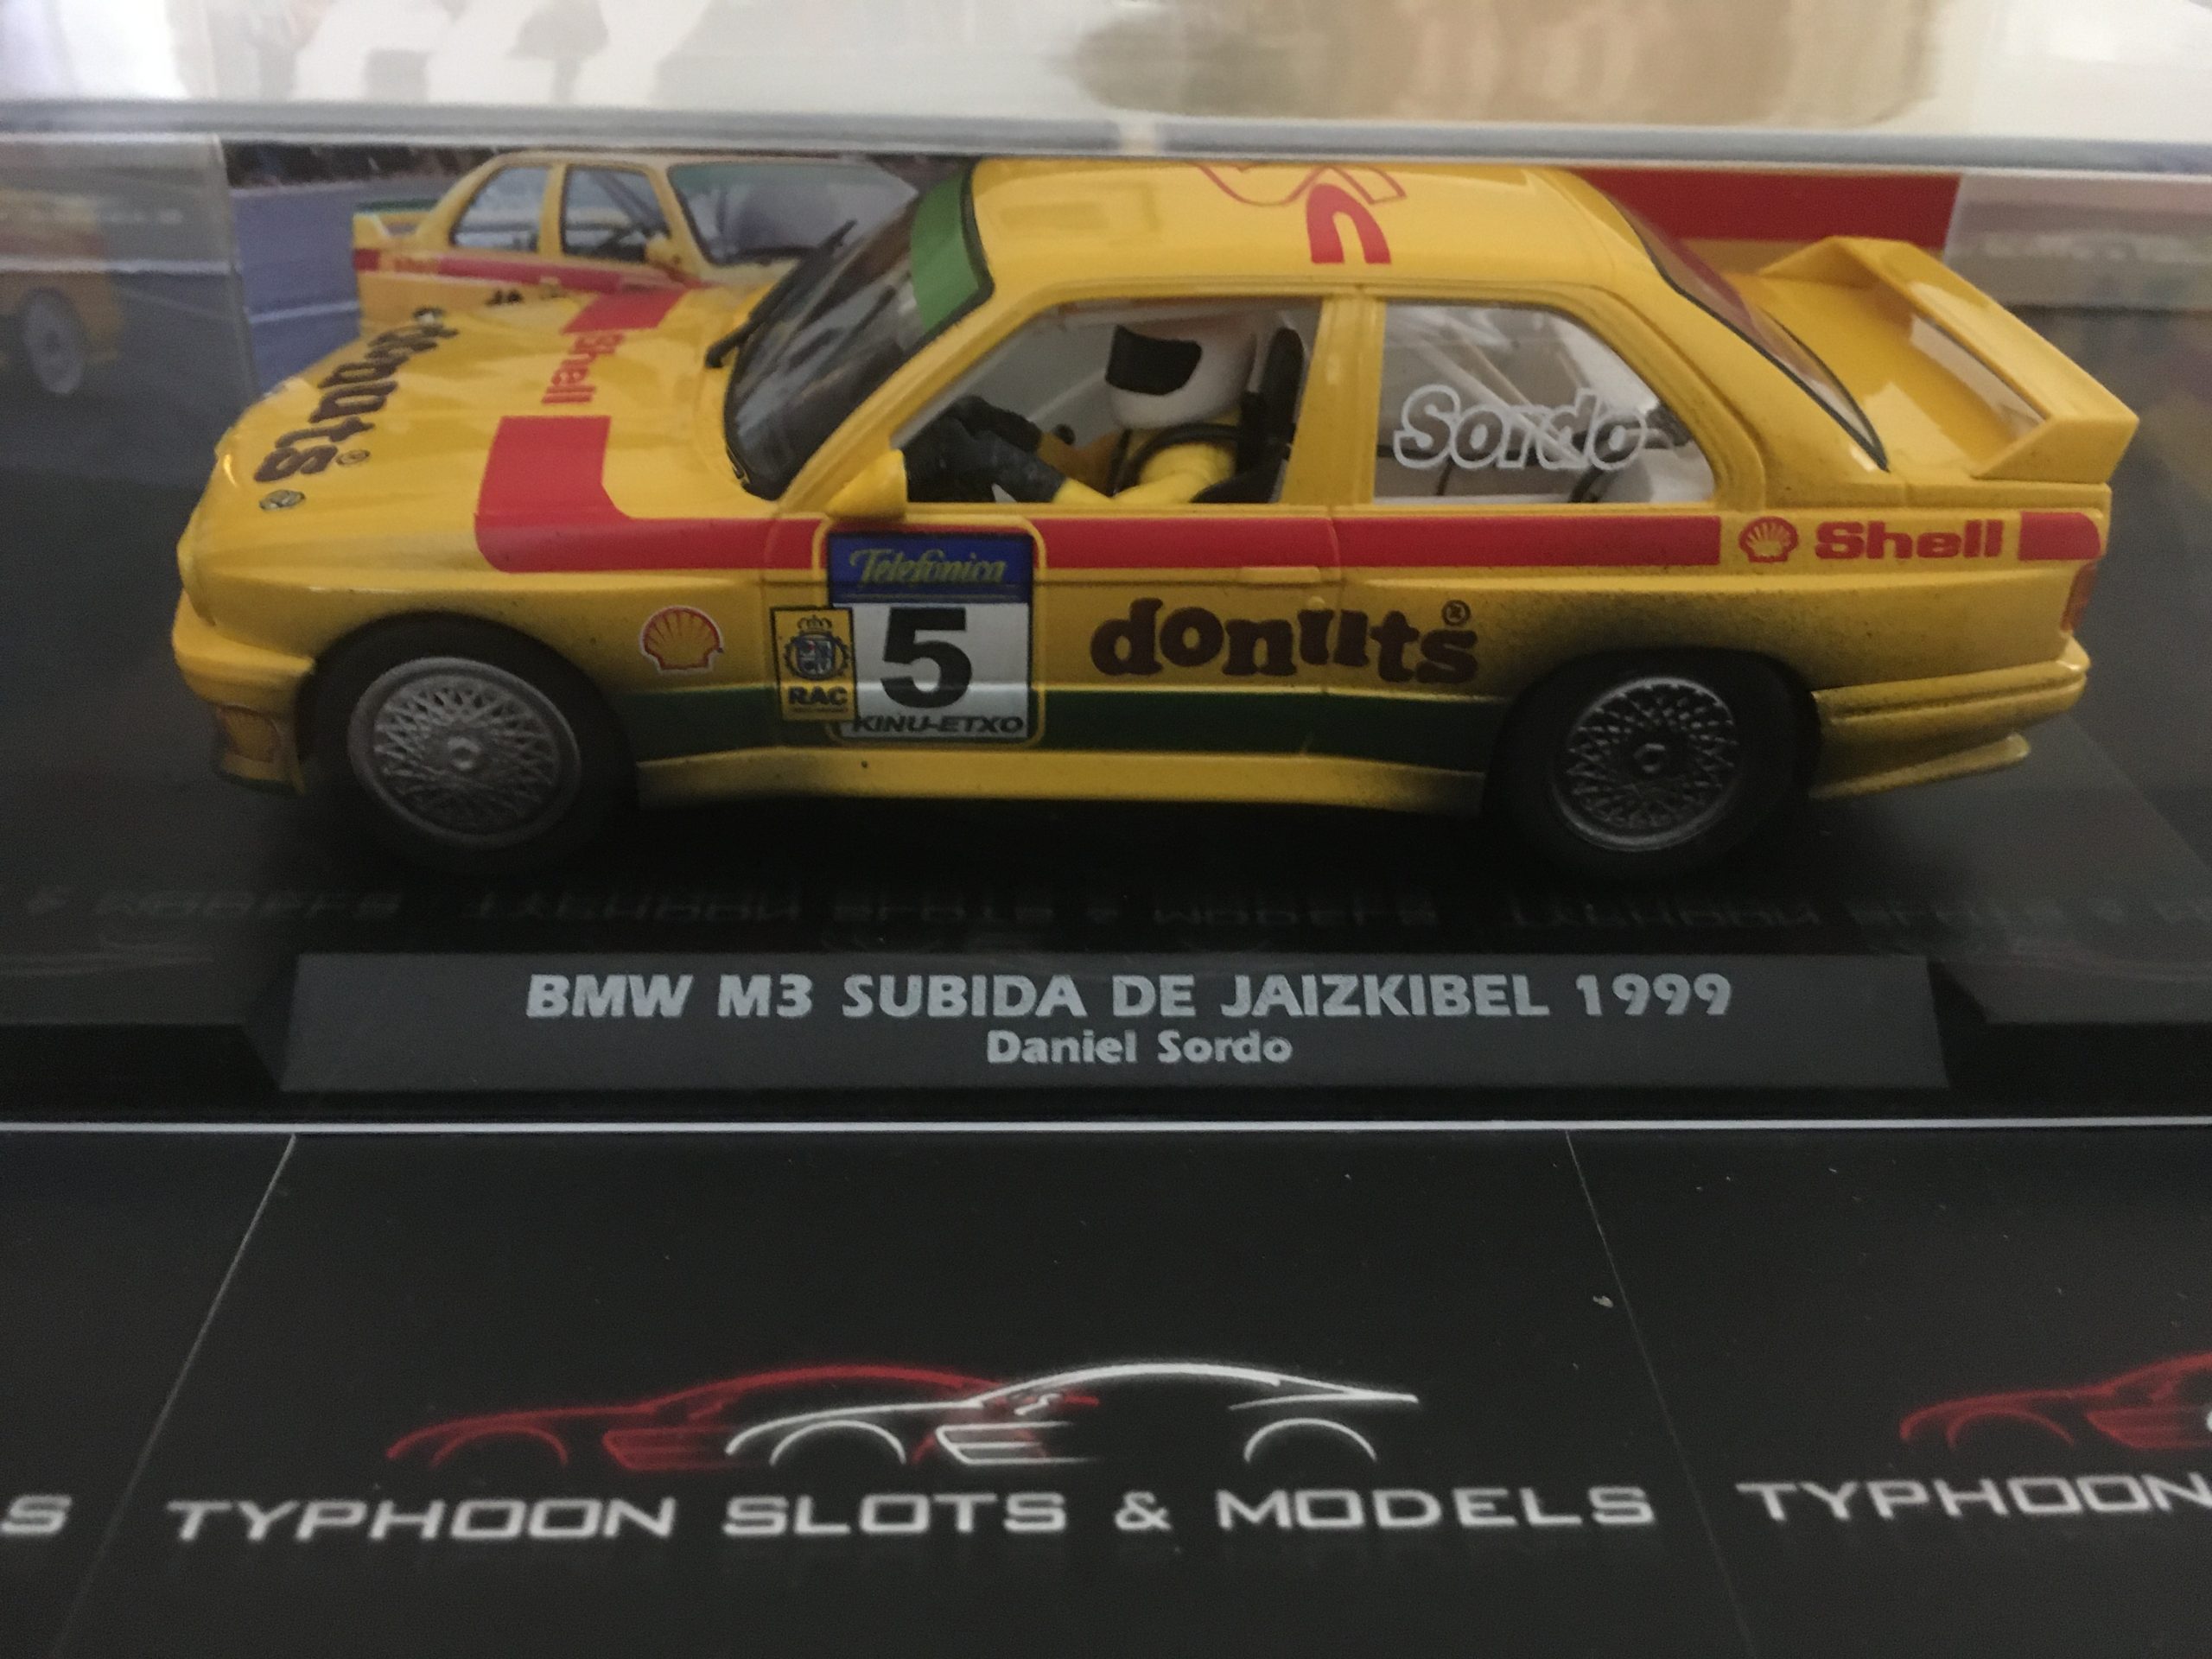 donuts®
Shell
Sordo
Shell
Telefónica
5
RAC
KINU-ETXO
donuts®
BMW M3 SUBIDA DE JAIZKIBEL 1999
Daniel Sordo
S
TYPHOON SLOTS & MODELS
TYPHOON